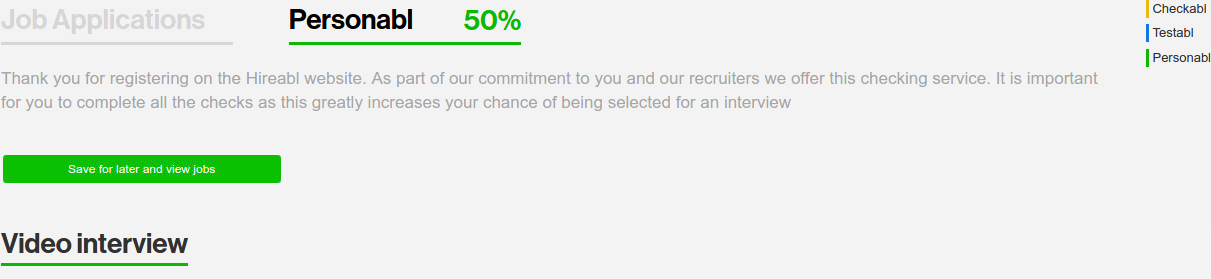 Job Applications
Personabl 50%
Checkabl
Testabl
Personabl
Thank you for registering on the Hireabl website. As part of our commitment to you and our recruiters we offer this checking service. It is important
for you to complete all the checks as this greatly increases your chance of being selected for an interview
Save for later and view jobs
Video interview